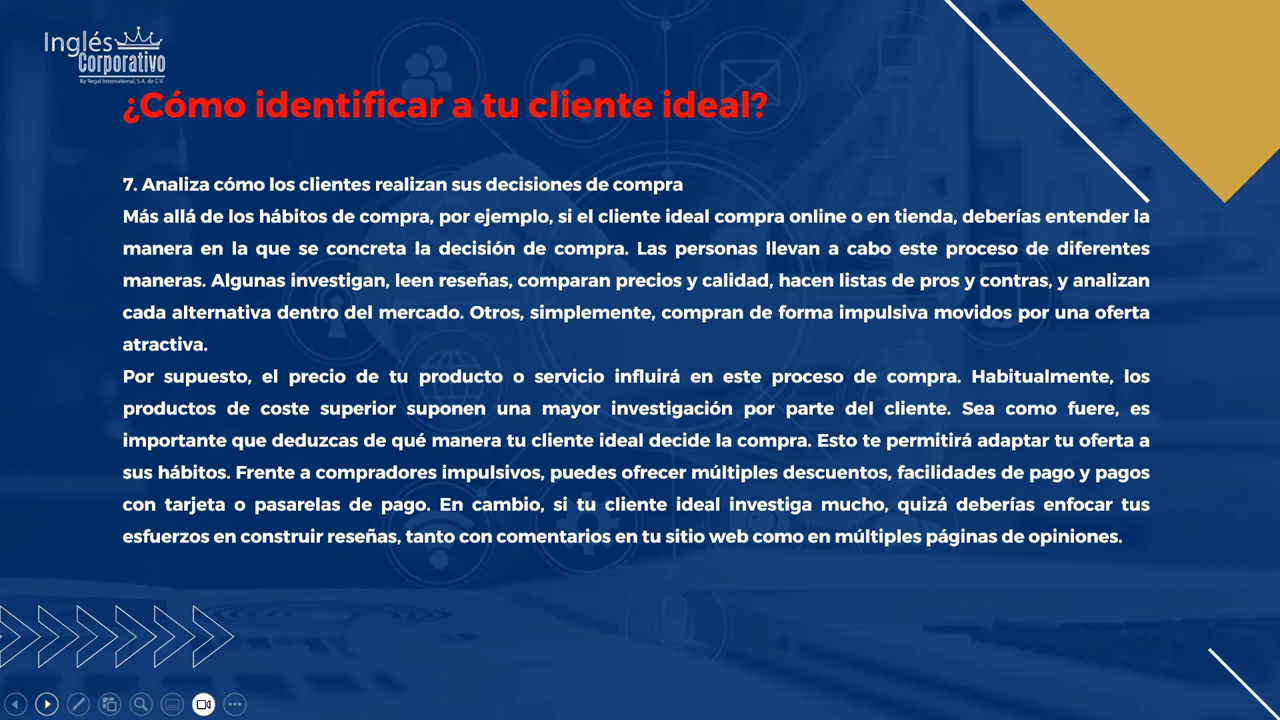 Inglés
Corporativo
By Regal International, S.A. de C.V.
¿Cómo identificar a tu cliente ideal?
7. Analiza cómo los clientes realizan sus decisiones de compra
Más allá de los hábitos de compra, por ejemplo, si el cliente ideal compra online o en tienda, deberías entender la
manera en la que se concreta la decisión de compra. Las personas llevan a cabo este proceso de diferentes
maneras. Algunas investigan, leen reseñas, comparan precios y calidad, hacen listas de pros y contras, y analizan
cada alternativa dentro del mercado. Otros, simplemente, compran de forma impulsiva movidos por una oferta
atractiva.
Por supuesto, el precio de tu producto o servicio influirá en este proceso de compra. Habitualmente, los
productos de coste superior suponen una mayor investigación por parte del cliente. Sea como fuere, es
importante que deduzcas de qué manera tu cliente ideal decide la compra. Esto te permitirá adaptar tu oferta a
sus hábitos. Frente a compradores impulsivos, puedes ofrecer múltiples descuentos, facilidades de pago y pagos
con tarjeta o pasarelas de pago. En cambio, si tu cliente ideal investiga mucho, quizá deberías enfocar tus
esfuerzos en construir reseñas, tanto con comentarios en tu sitio web como en múltiples páginas de opiniones.